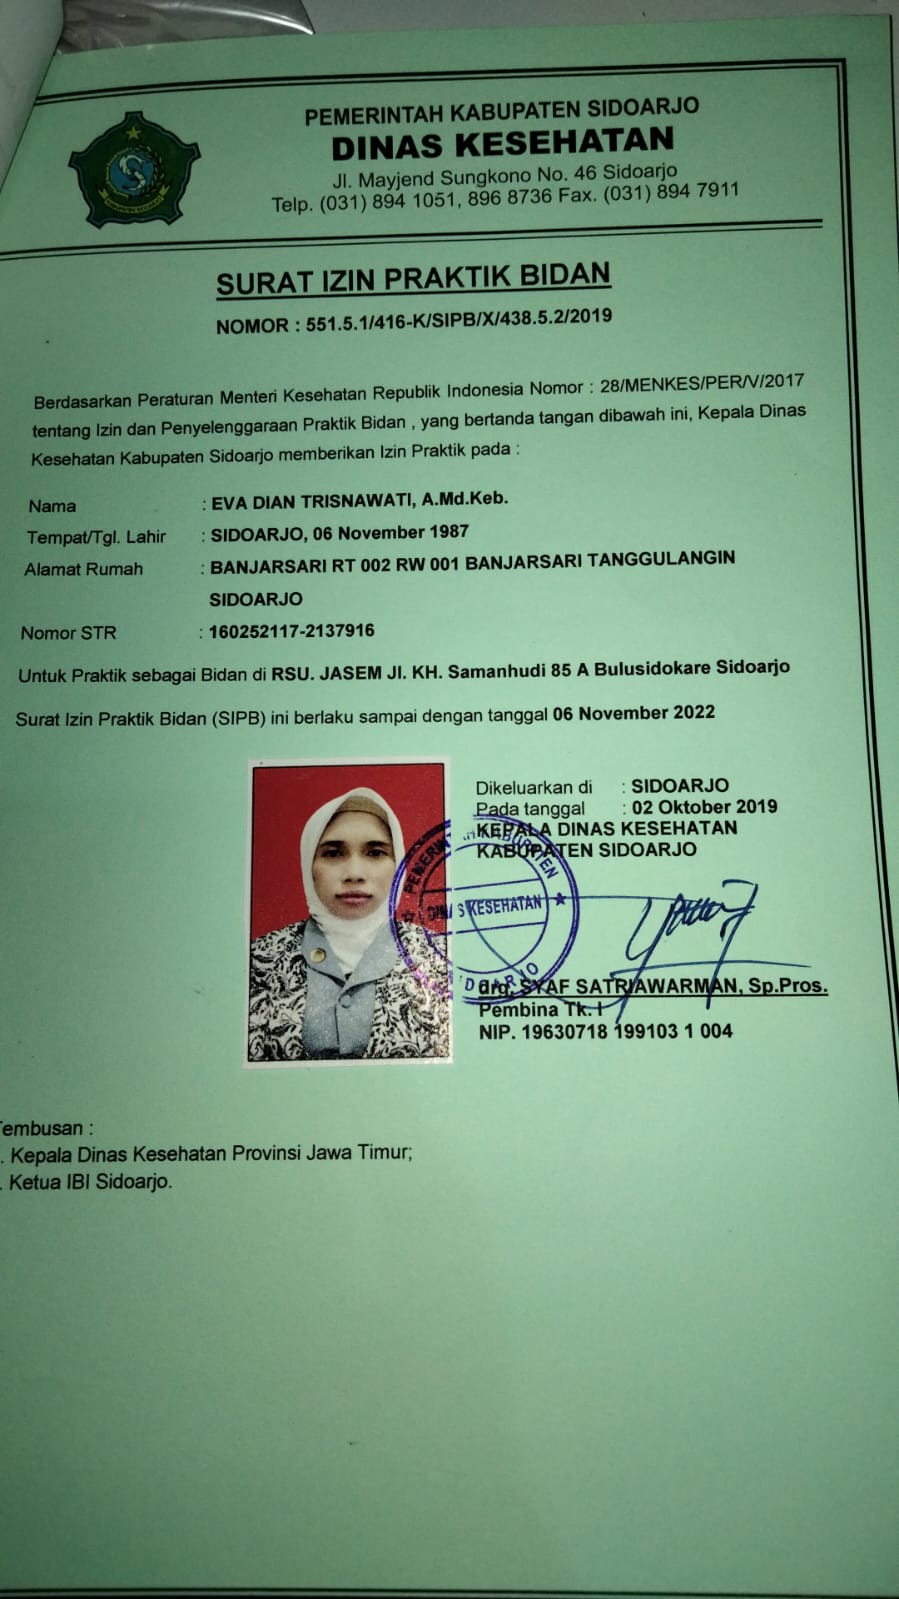 PEMERINTAH KABUPATEN SIDOARJO
DINAS KESEHATAN
Jl. Mayjend Sungkono No. 46 Sidoarjo
Telp. (031) 894 1051, 896 8736 Fax. (031) 894 7911
SURAT IZIN PRAKTIK BIDAN
NOMOR : 551.5.1/416-K/SIPB/X/438.5.2/2019
Berdasarkan Peraturan Menteri Kesehatan Republik Indonesia Nomor : 28/MENKES/PER/V/2017
tentang Izin dan Penyelenggaraan Praktik Bidan , yang bertanda tangan dibawah ini, Kepala Dinas
Kesehatan Kabupaten Sidoarjo memberikan Izin Praktik pada :
Nama : EVA DIAN TRISNAWATI, A.Md.Keb.
Tempat/Tgl. Lahir : SIDOARJO, 06 November 1987
Alamat Rumah : BANJARSARI RT 002 RW 001 BANJARSARI TANGGULANGIN
SIDOARJO
Nomor STR : 160252117-2137916
Untuk Praktik sebagai Bidan di RSU. JASEM Jl. KH. Samanhudi 85 A Bulusidokare Sidoarjo
Surat Izin Praktik Bidan (SIPB) ini berlaku sampai dengan tanggal 06 November 2022
Dikeluarkan di : SIDOARJO
Pada tanggal : 02 Oktober 2019
KEPALA DINAS KESEHATAN
KABUPATEN SIDOARJO
DINAS KESEHATAN
drg. SYAF SATRIAWARMAN, Sp.Pros.
Pembina Tk. I
NIP. 19630718 199103 1 004
Tembusan :
. Kepala Dinas Kesehatan Provinsi Jawa Timur;
. Ketua IBI Sidoarjo.